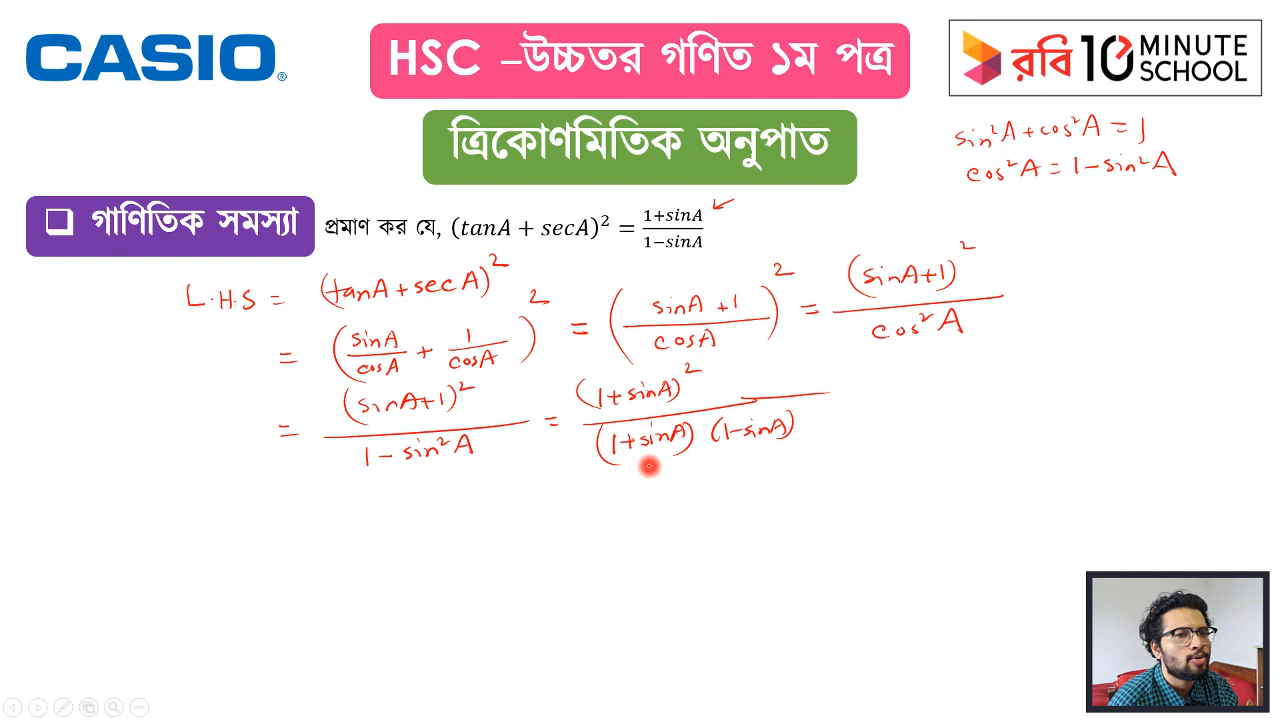 CASIO®
HSC –উচ্চতর গণিত ১ম পত্র
রবি 10 MINUTE SCHOOL
ত্রিকোণমিতিক অনুপাত
sin²A + cos²A = 1
cos²A = 1 − sin²A
গাণিতিক সমস্যা
প্রমাণ কর যে, (tanA + secA)² = (1+sinA)/(1−sinA)
L.H.S = (tanA + secA)²
= (sinA/cosA + 1/cosA)² = ((sinA + 1)/cosA)² = (sinA+1)²/cos²A
= (sinA+1)²/(1 − sin²A) = (1+sinA)²/((1+sinA) (1−sinA))